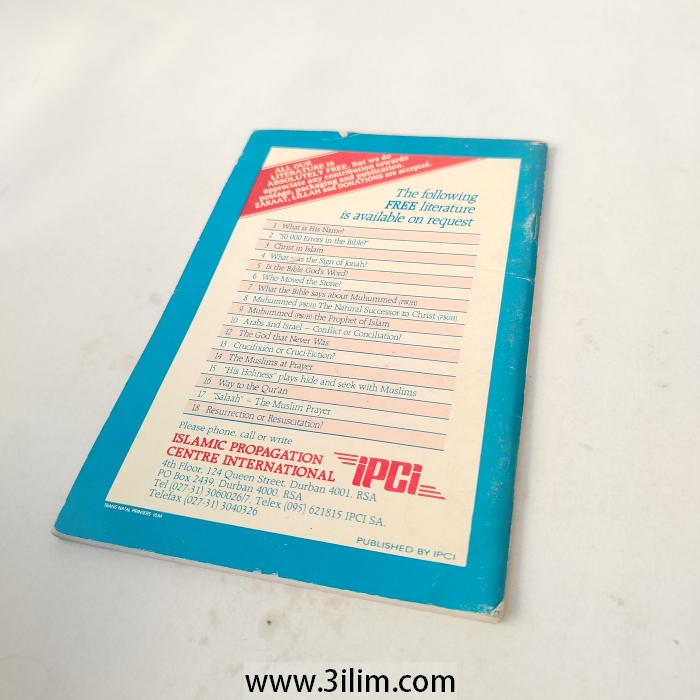 ALL OUR
LITERATURE IS
ABSOLUTELY FREE. But we do
appreciate any contribution towards
postage, packaging and publication.
ZAKAAT, LILLAH and DONATIONS are accepted.
The following
FREE literature
is available on request
1 What is His Name?
2 "50 000 Errors in the Bible?"
3 Christ in Islam
4 What was the Sign of Jonah?
5 Is the Bible God's Word?
6 Who Moved the Stone?
7 What the Bible says about Muhummed (PBUH)
8 Muhummed (PBUH) The Natural Successor to Christ (PBUH)
9 Muhummed (PBUH) the Prophet of Islam
10 Arabs and Israel – Conflict or Conciliation?
12 The God that Never Was
13 Crucifixion or Cruci-Fiction?
14 The Muslims at Prayer
15 "His Holiness" plays hide and seek with Muslims
16 Way to the Qur'an
17 "Salaah" – The Muslim Prayer
18 Resurrection or Resuscitation?
Please phone, call or write
ISLAMIC PROPAGATION
CENTRE INTERNATIONAL
iPCi
4th Floor, 124 Queen Street, Durban 4001. RSA
PO Box 2439, Durban 4000. RSA
Tel (027-31) 3060026/7. Telex (095) 621815 IPCI SA.
Telefax (027-31) 3040326
TRANS NATAL PRINTERS
PUBLISHED BY IPCI
www.3ilim.com